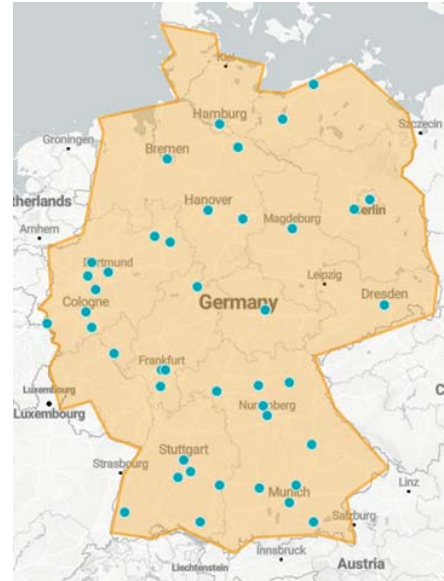 Kiel
Hamburg
Szczecin
Groningen
Bremen
therlands
Hanover
Berlin
Arnhem
Magdeburg
Dortmund
Leipzig
Cologne
Germany
Dresden
Frankfurt
Luxembourg
Luxembourg
Nuremberg
C
Stuttgart
Strasbourg
Linz
Munich
Salzburg
Innsbruck
Liechtenstein
Austria